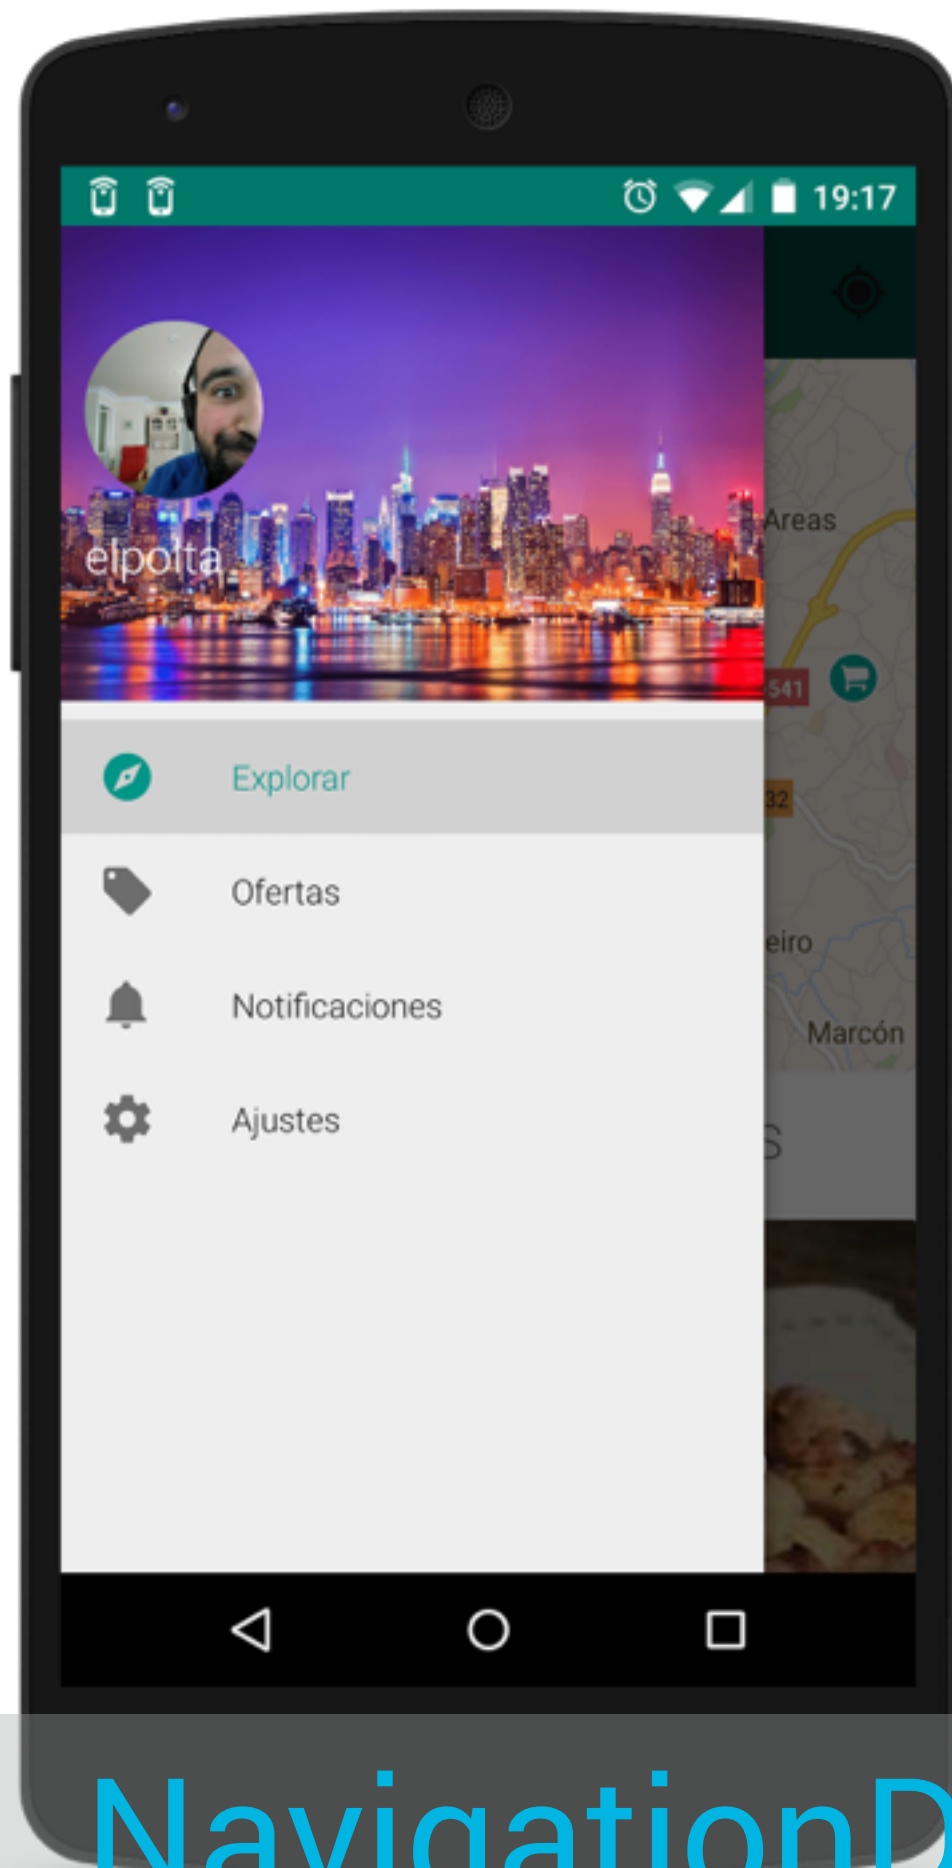 19:17
elpolta
Areas
541
32
Explorar
Ofertas
eiro
Notificaciones
Marcón
Ajustes
S
NavigationD